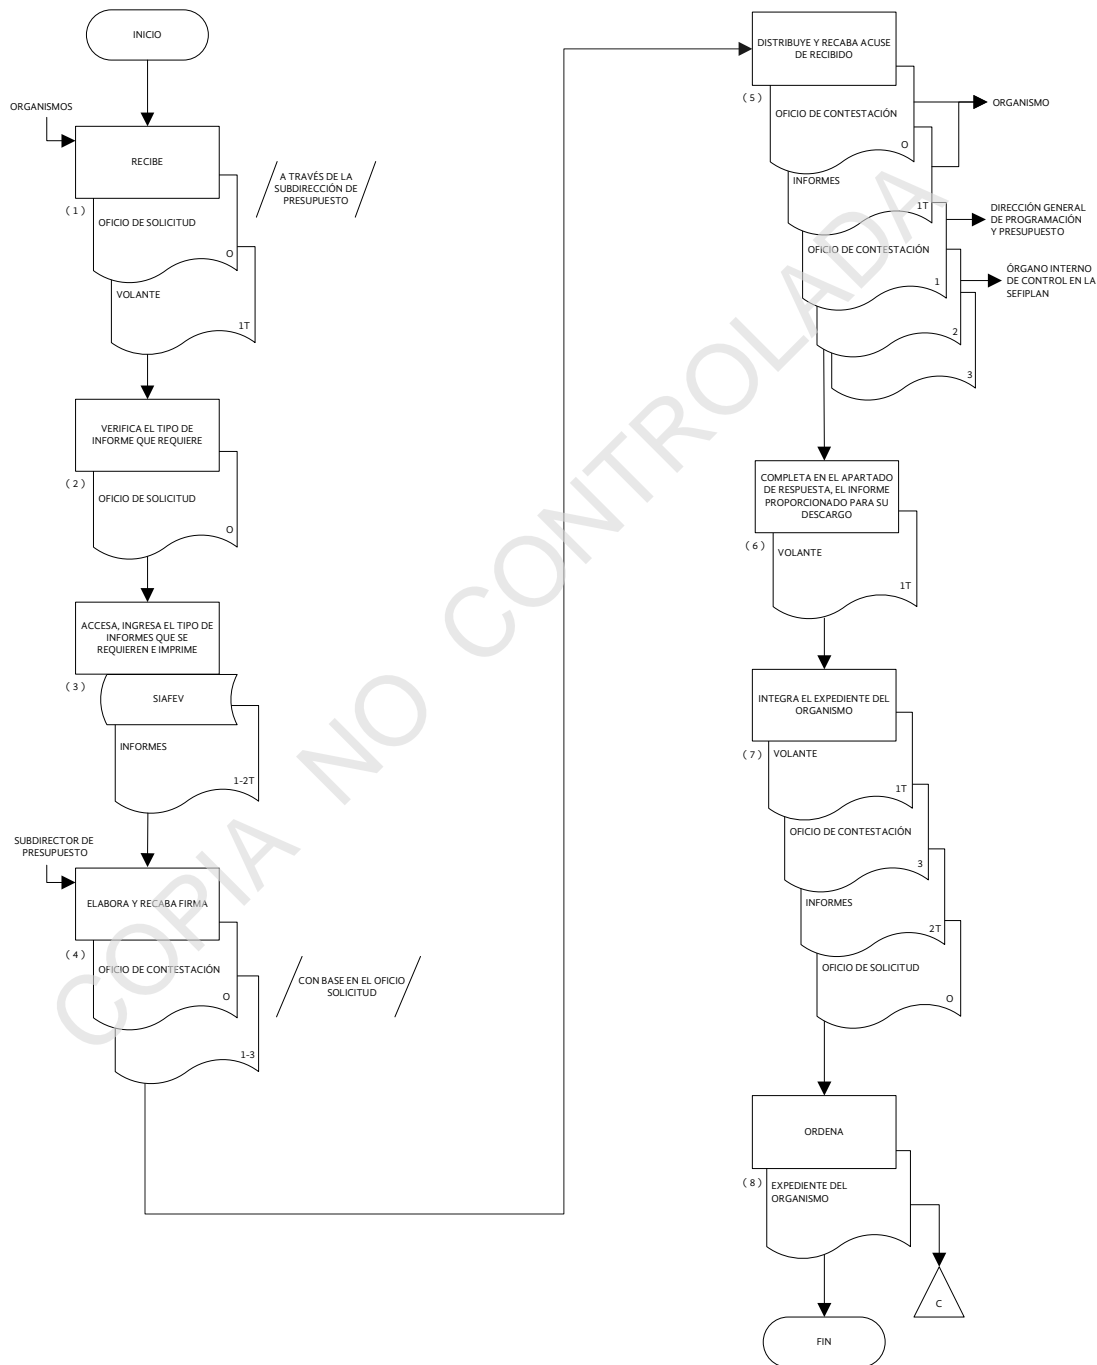 INICIO
ORGANISMOS
RECIBE
A TRAVÉS DE LA
SUBDIRECCIÓN DE
PRESUPUESTO
( 1 )
OFICIO DE SOLICITUD
O
VOLANTE
1T
VERIFICA EL TIPO DE
INFORME QUE REQUIERE
( 2 )
OFICIO DE SOLICITUD
O
ACCESA, INGRESA EL TIPO DE
INFORMES QUE SE
REQUIEREN E IMPRIME
( 3 )
SIAFEV
INFORMES
1-2T
SUBDIRECTOR DE
PRESUPUESTO
ELABORA Y RECABA FIRMA
( 4 )
OFICIO DE CONTESTACIÓN
O
CON BASE EN EL OFICIO
SOLICITUD
1-3
DISTRIBUYE Y RECABA ACUSE
DE RECIBIDO
( 5 )
OFICIO DE CONTESTACIÓN
O
ORGANISMO
INFORMES
1T
DIRECCIÓN GENERAL
DE PROGRAMACIÓN
Y PRESUPUESTO
OFICIO DE CONTESTACIÓN
1
ÓRGANO INTERNO
DE CONTROL EN LA
SEFIPLAN
2
3
COMPLETA EN EL APARTADO
DE RESPUESTA, EL INFORME
PROPORCIONADO PARA SU
DESCARGO
( 6 )
VOLANTE
1T
INTEGRA EL EXPEDIENTE DEL
ORGANISMO
( 7 )
VOLANTE
1T
OFICIO DE CONTESTACIÓN
3
INFORMES
2T
OFICIO DE SOLICITUD
O
ORDENA
( 8 )
EXPEDIENTE DEL
ORGANISMO
C
FIN
COPIA NO CONTROLADA